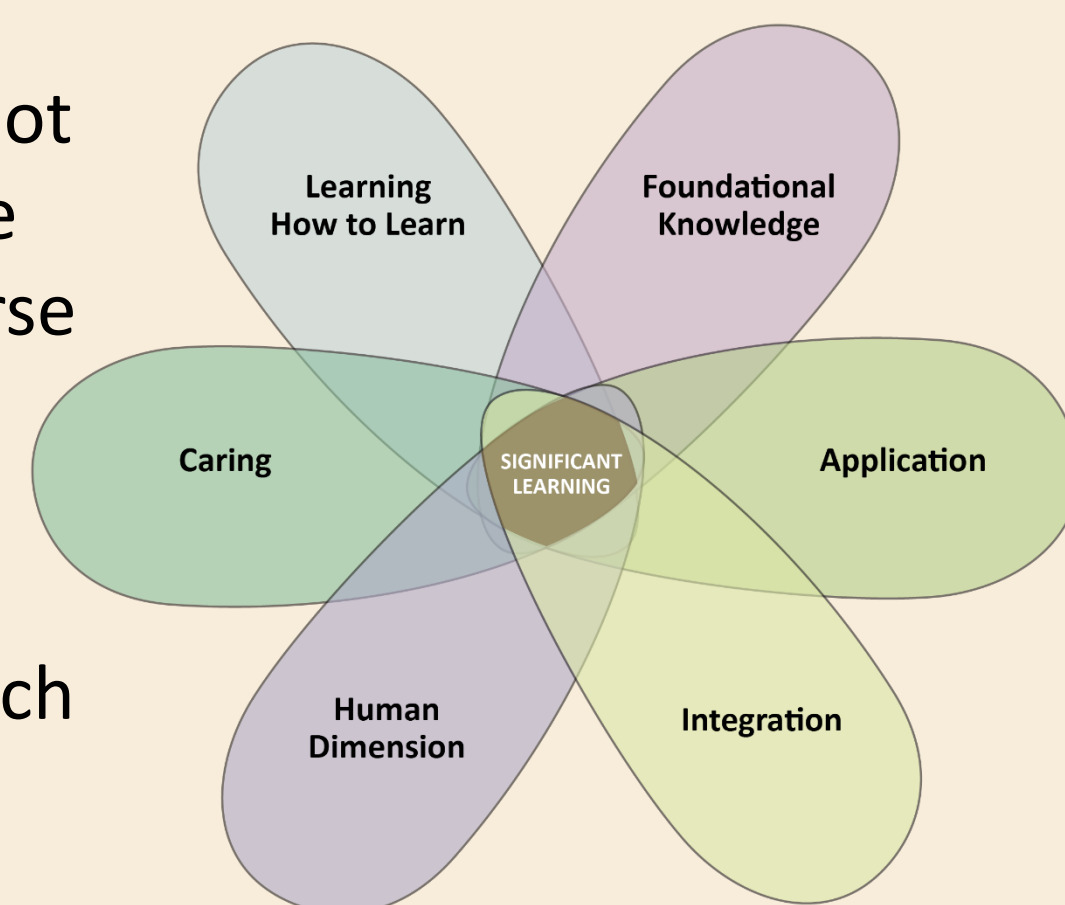 ot
e
rse
ch
Learning
How to Learn
Foundational
Knowledge
Caring
SIGNIFICANT
LEARNING
Application
Human
Dimension
Integration